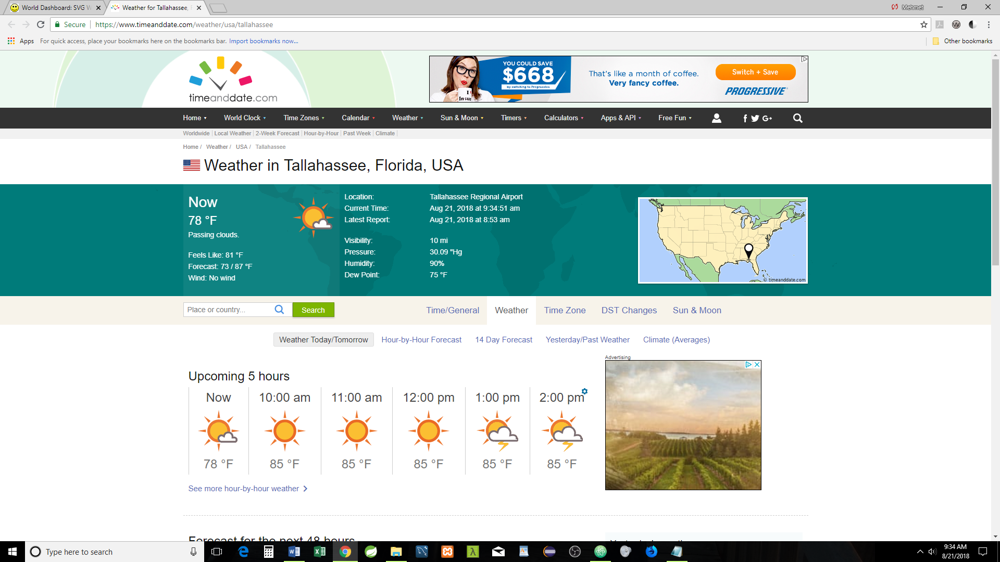 World Dashboard: SVG W
Weather for Tallahassee, F
Mehmet
Secure
https://www.timeanddate.com/weather/usa/tallahassee
Apps For quick access, place your bookmarks here on the bookmarks bar. Import bookmarks now...
Other bookmarks
timeanddate.com
YOU COULD SAVE
$668
by switching to Progressive
I
Insur
That's like a month of coffee.
Very fancy coffee.
Switch + Save
PROGRESSIVE
Home World Clock Time Zones Calendar Weather Sun & Moon Timers Calculators Apps & API Free Fun
Worldwide Local Weather 2-Week Forecast Hour-by-Hour Past Week Climate
Home / Weather / USA / Tallahassee
Weather in Tallahassee, Florida, USA
Now
78 °F
Passing clouds.
Feels Like: 81 °F
Forecast: 73 / 87 °F
Wind: No wind
Location: Tallahassee Regional Airport
Current Time: Aug 21, 2018 at 9:34:51 am
Latest Report: Aug 21, 2018 at 8:53 am
Visibility: 10 mi
Pressure: 30.09 "Hg
Humidity: 90%
Dew Point: 75 °F
© timeanddate.com
Place or country...
Search
Time/General Weather Time Zone DST Changes Sun & Moon
Weather Today/Tomorrow Hour-by-Hour Forecast 14 Day Forecast Yesterday/Past Weather Climate (Averages)
Advertising
Upcoming 5 hours
Now 10:00 am 11:00 am 12:00 pm 1:00 pm 2:00 pm
78 °F 85 °F 85 °F 85 °F 85 °F 85 °F
See more hour-by-hour weather
Forecast for the next 48 hours
Type here to search
9:34 AM
8/21/2018